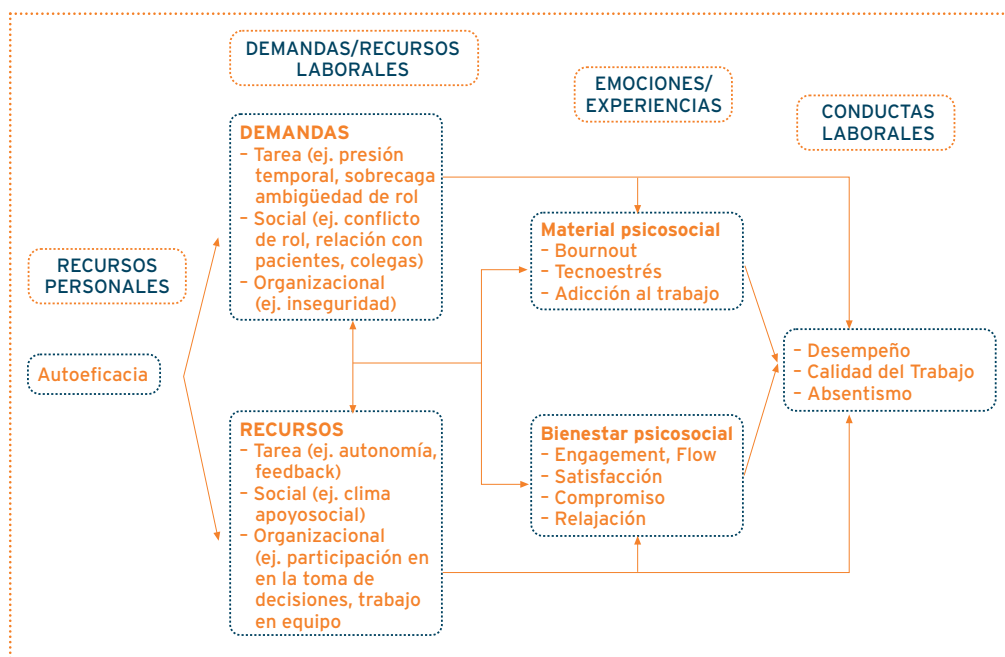 DEMANDAS/RECURSOS
LABORALES
EMOCIONES/
EXPERIENCIAS
CONDUCTAS
LABORALES
RECURSOS
PERSONALES
Autoeficacia
DEMANDAS
– Tarea (ej. presión
temporal, sobrecaga
ambigüedad de rol
– Social (ej. conflicto
de rol, relación con
pacientes, colegas)
– Organizacional
(ej. inseguridad)
RECURSOS
– Tarea (ej. autonomía,
feedback)
– Social (ej. clima
apoyosocial)
– Organizacional
(ej. participación en
en la toma de
decisiones, trabajo
en equipo
Material psicosocial
– Bournout
– Tecnoestrés
– Adicción al trabajo
Bienestar psicosocial
– Engagement, Flow
– Satisfacción
– Compromiso
– Relajación
– Desempeño
– Calidad del Trabajo
– Absentismo